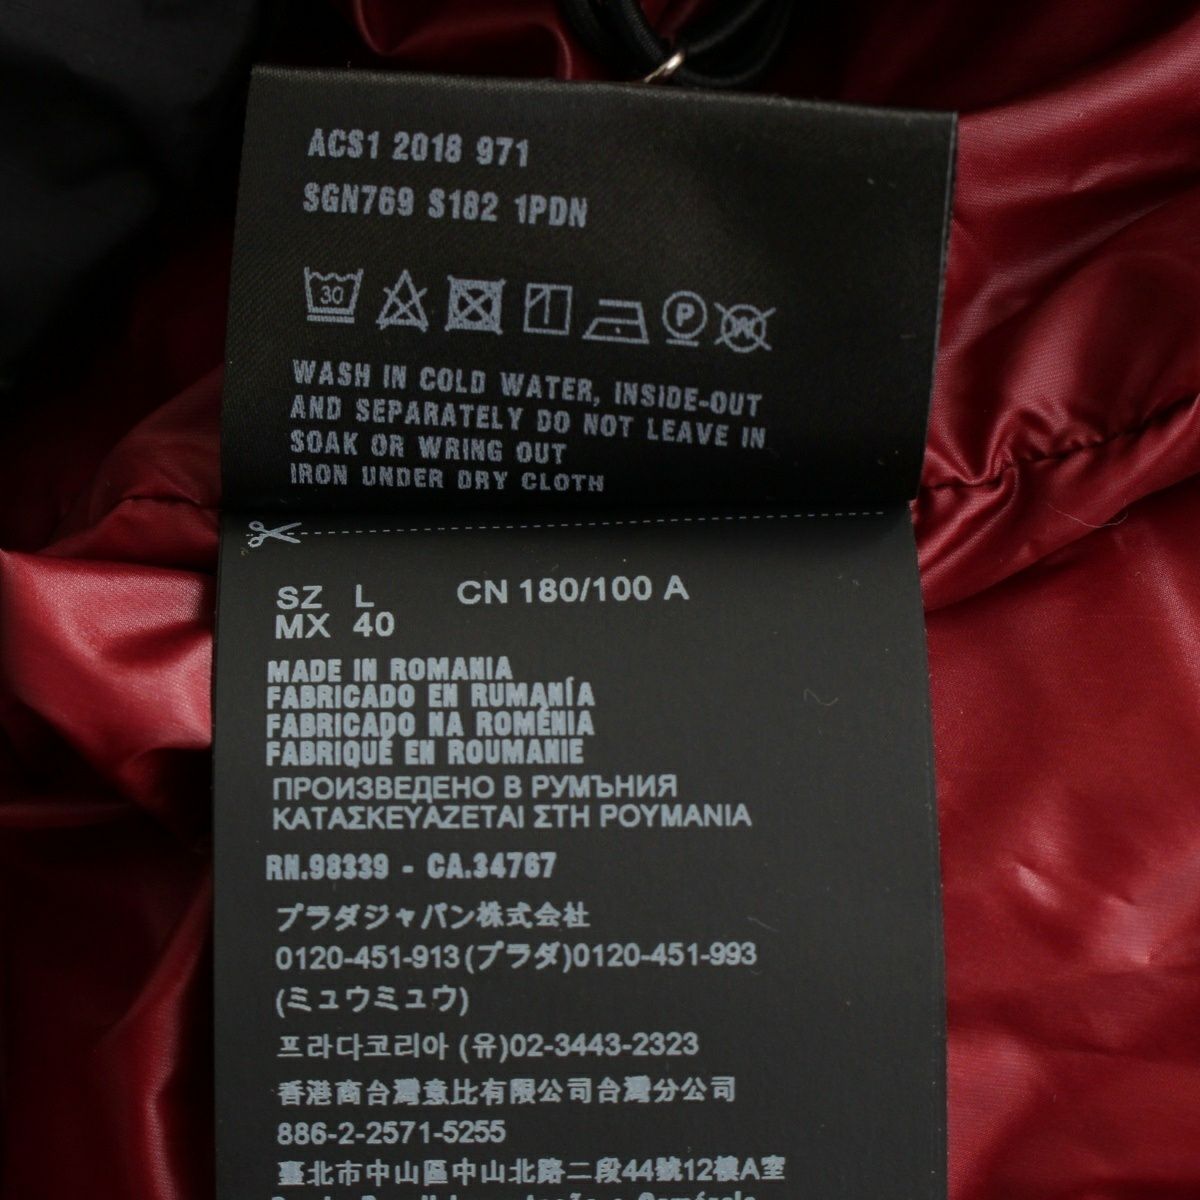 ACS1 2018 971
SGN769 S182 1PDN
30 P W
WASH IN COLD WATER, INSIDE-OUT
AND SEPARATELY DO NOT LEAVE IN
SOAK OR WRING OUT
IRON UNDER DRY CLOTH
SZ L CN 180/100 A
MX 40
MADE IN ROMANIA
FABRICADO EN RUMANÍA
FABRICADO NA ROMÊNIA
FABRIQUÉ EN ROUMANIE
ПРОИЗВЕДЕНО В РУМЪНИЯ
ΚΑΤΑΣΚΕΥΑΖΕΤΑΙ ΣΤΗ ΡΟΥΜΑΝΙΑ
RN.98339 - CA.34767
プラダジャパン株式会社
0120-451-913(プラダ)0120-451-993
(ミュウミュウ)
프라다코리아 (유)02-3443-2323
香港商台灣意比有限公司台灣分公司
886-2-2571-5255
臺北市中山區中山北路二段44號12樓A室